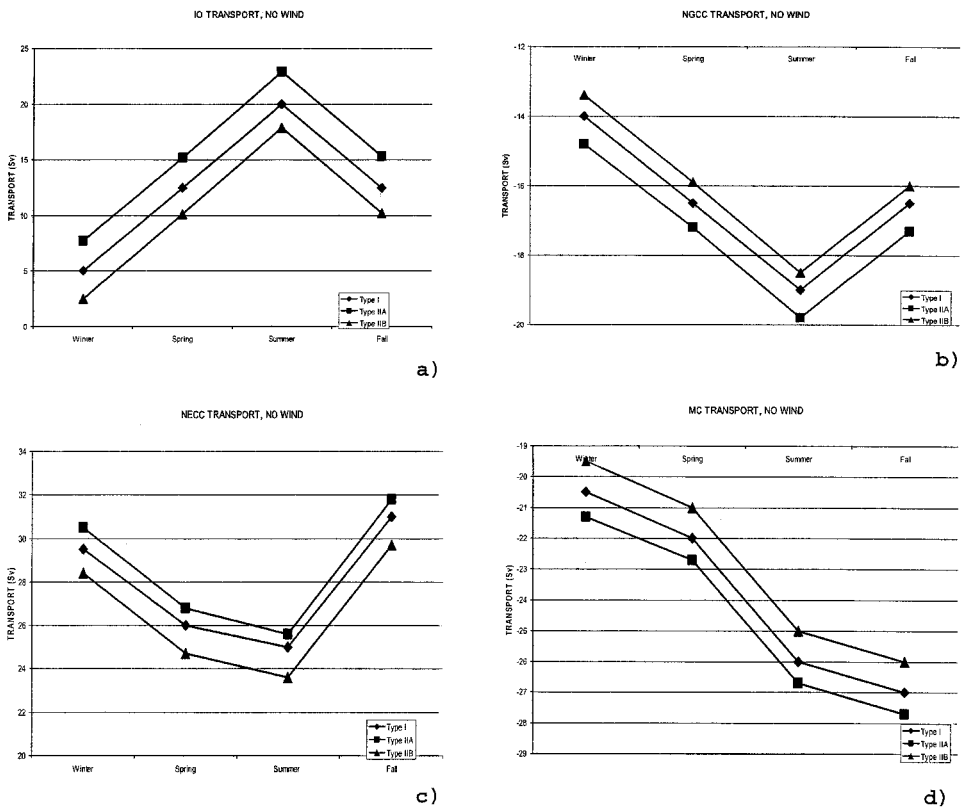 IO TRANSPORT, NO WIND
25
20
15
10
5
0
TRANSPORT (Sv)
Winter
Spring
Summer
Fall
Type I
Type IIA
Type IIB
a)
NGCC TRANSPORT, NO WIND
-12
-14
-16
-18
-20
TRANSPORT (Sv)
Winter
Spring
Summer
Fall
Type I
Type IIA
Type IIB
b)
NECC TRANSPORT, NO WIND
34
32
30
28
26
24
22
20
TRANSPORT (Sv)
Winter
Spring
Summer
Fall
Type I
Type IIA
Type IIB
c)
MC TRANSPORT, NO WIND
-19
-20
-21
-22
-23
-24
-25
-26
-27
-28
-29
TRANSPORT (Sv)
Winter
Spring
Summer
Fall
Type I
Type IIA
Type IIB
d)